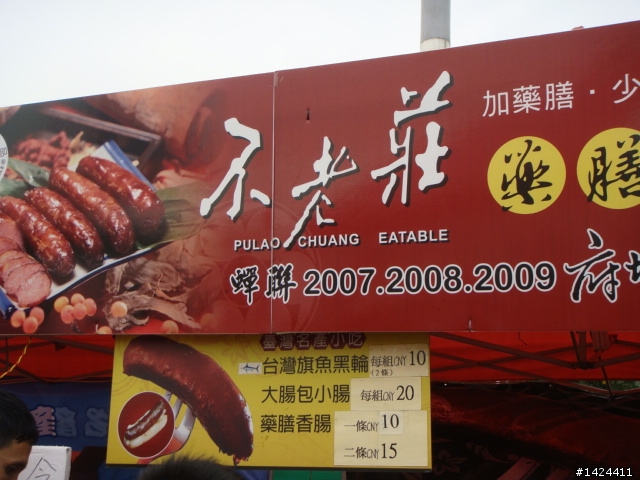 加藥膳·少
不老莊
藥膳
PULAO CHUANG EATABLE
蟬聯 2007.2008.2009 府城
臺灣名產小吃
台灣旗魚黑輪 每組CNY 10
(2條)
大腸包小腸 每組CNY 20
藥膳香腸 一條CNY 10
二條CNY 15
#1424411